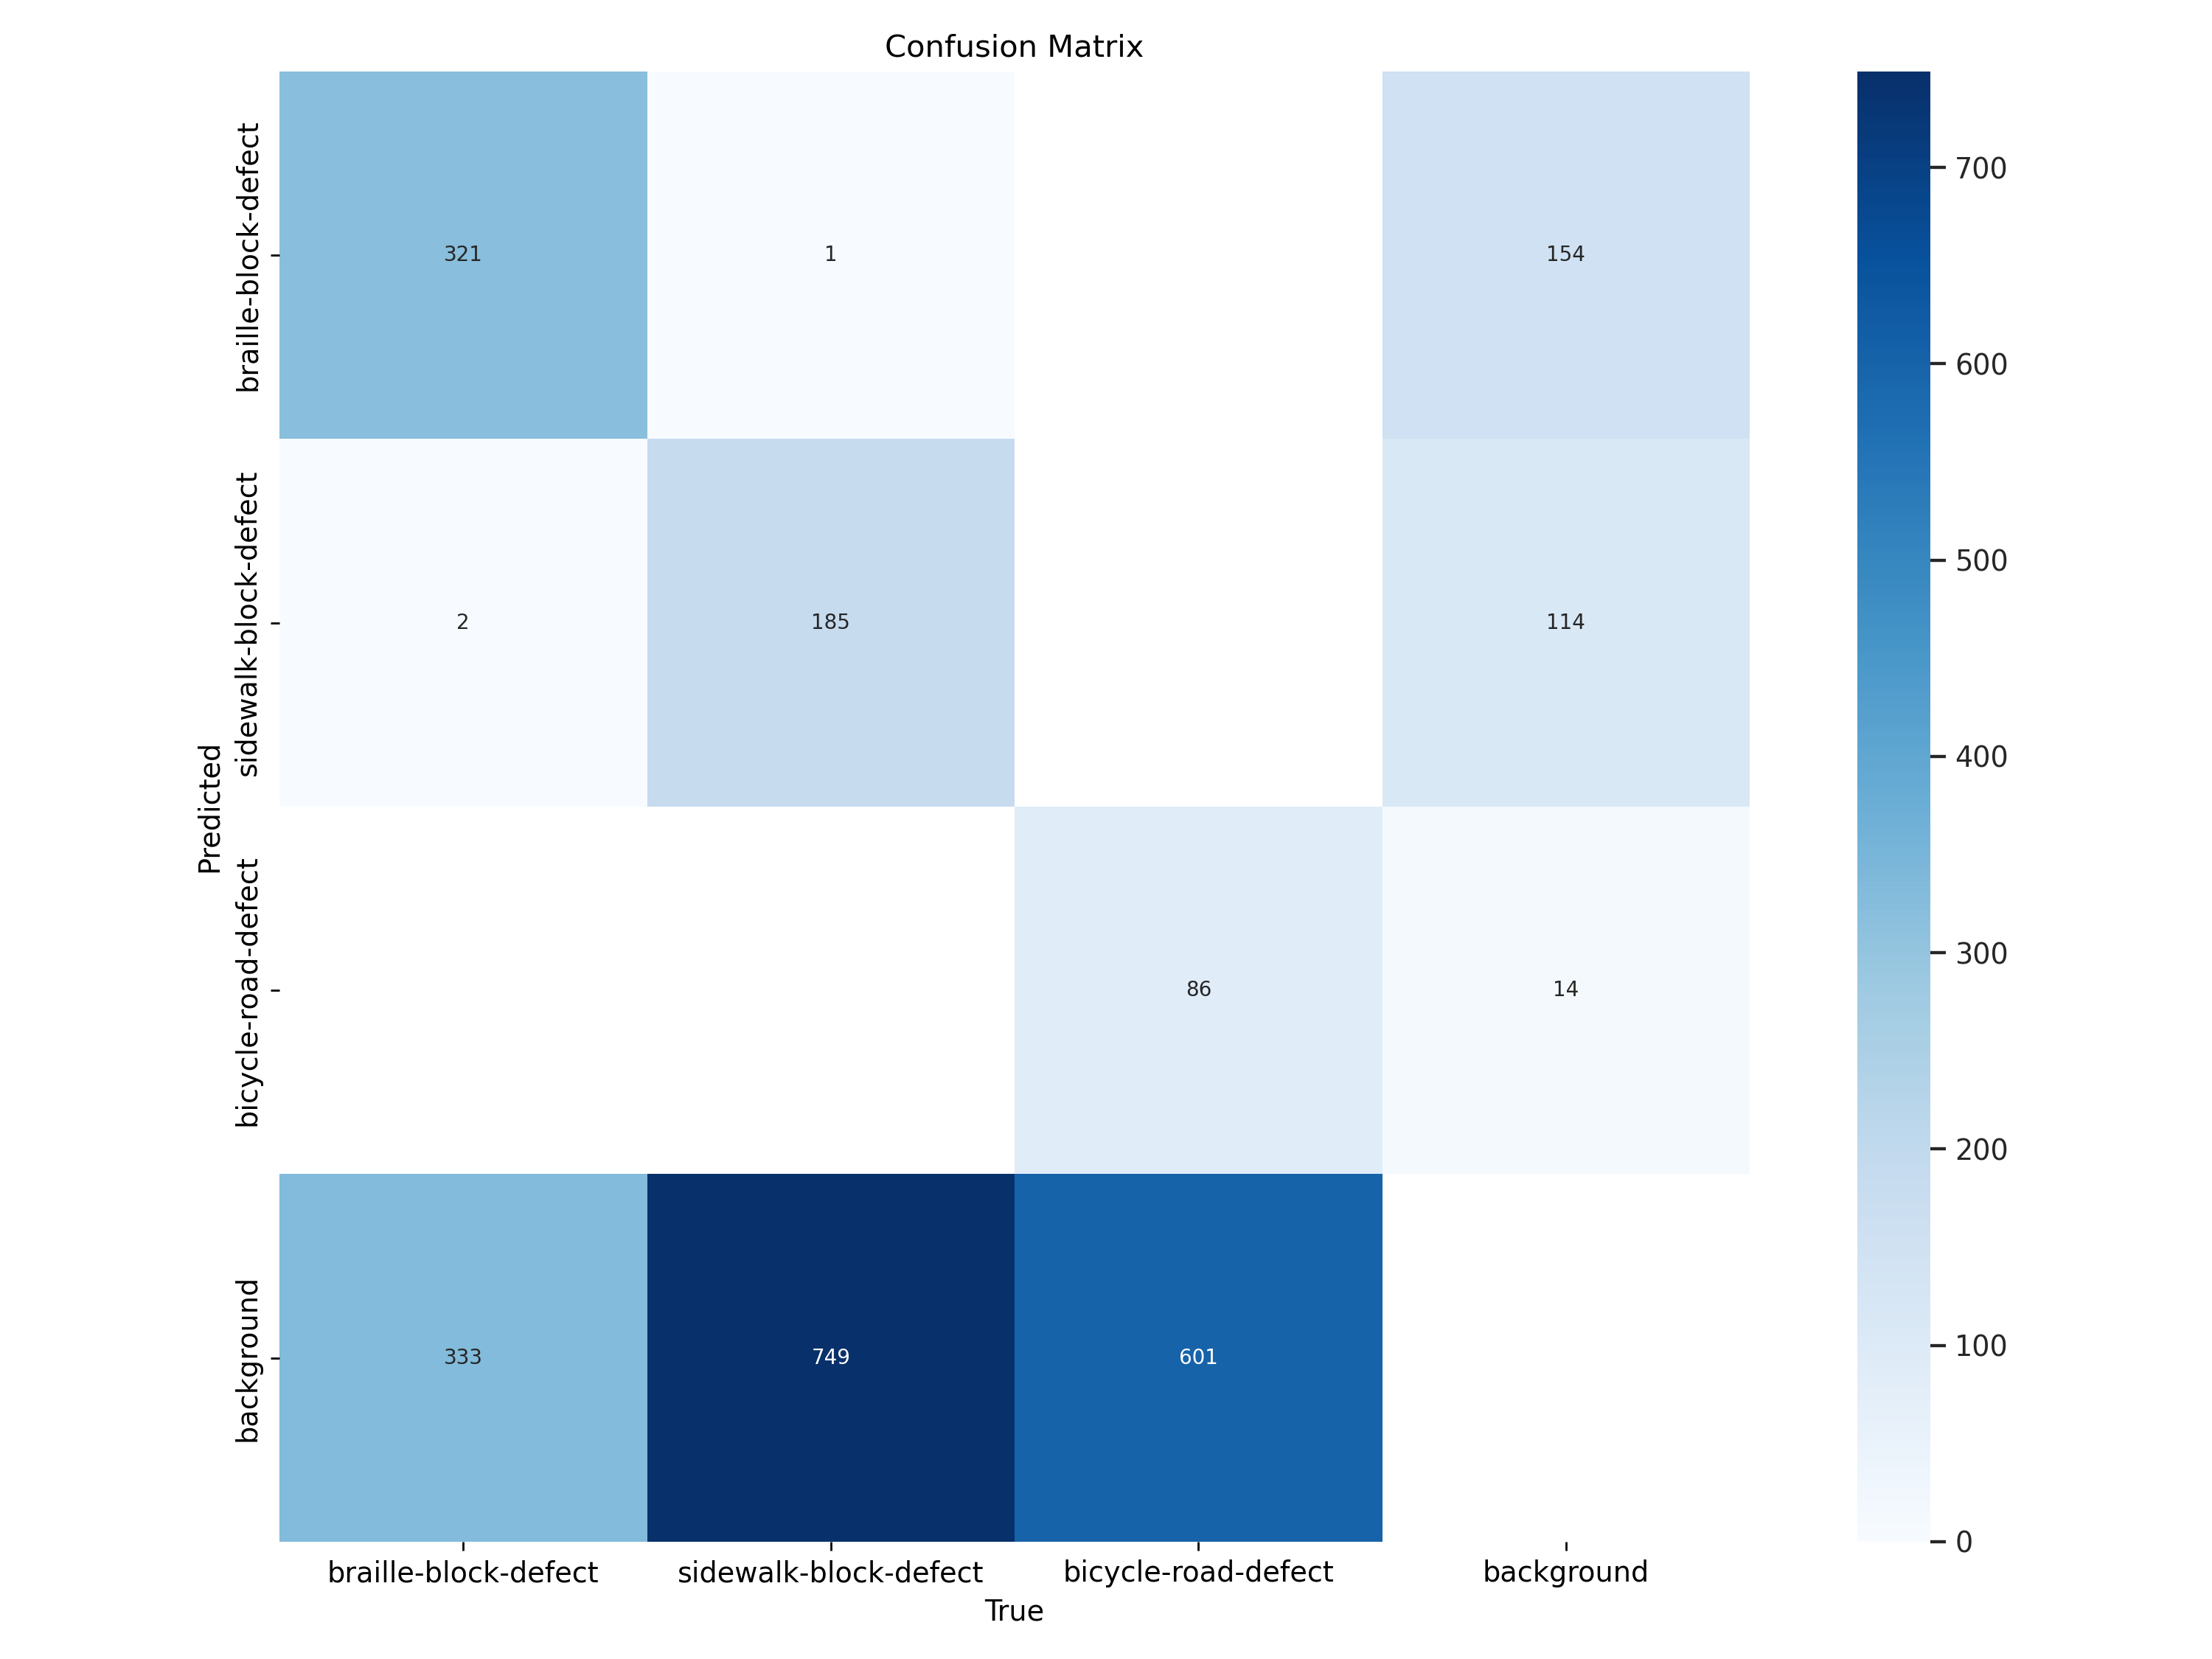 Confusion Matrix
braille-block-defect
321
1
154
sidewalk-block-defect
2
185
114
bicycle-road-defect
86
14
background
333
749
601
Predicted
braille-block-defect
sidewalk-block-defect
bicycle-road-defect
background
True
700
600
500
400
300
200
100
0